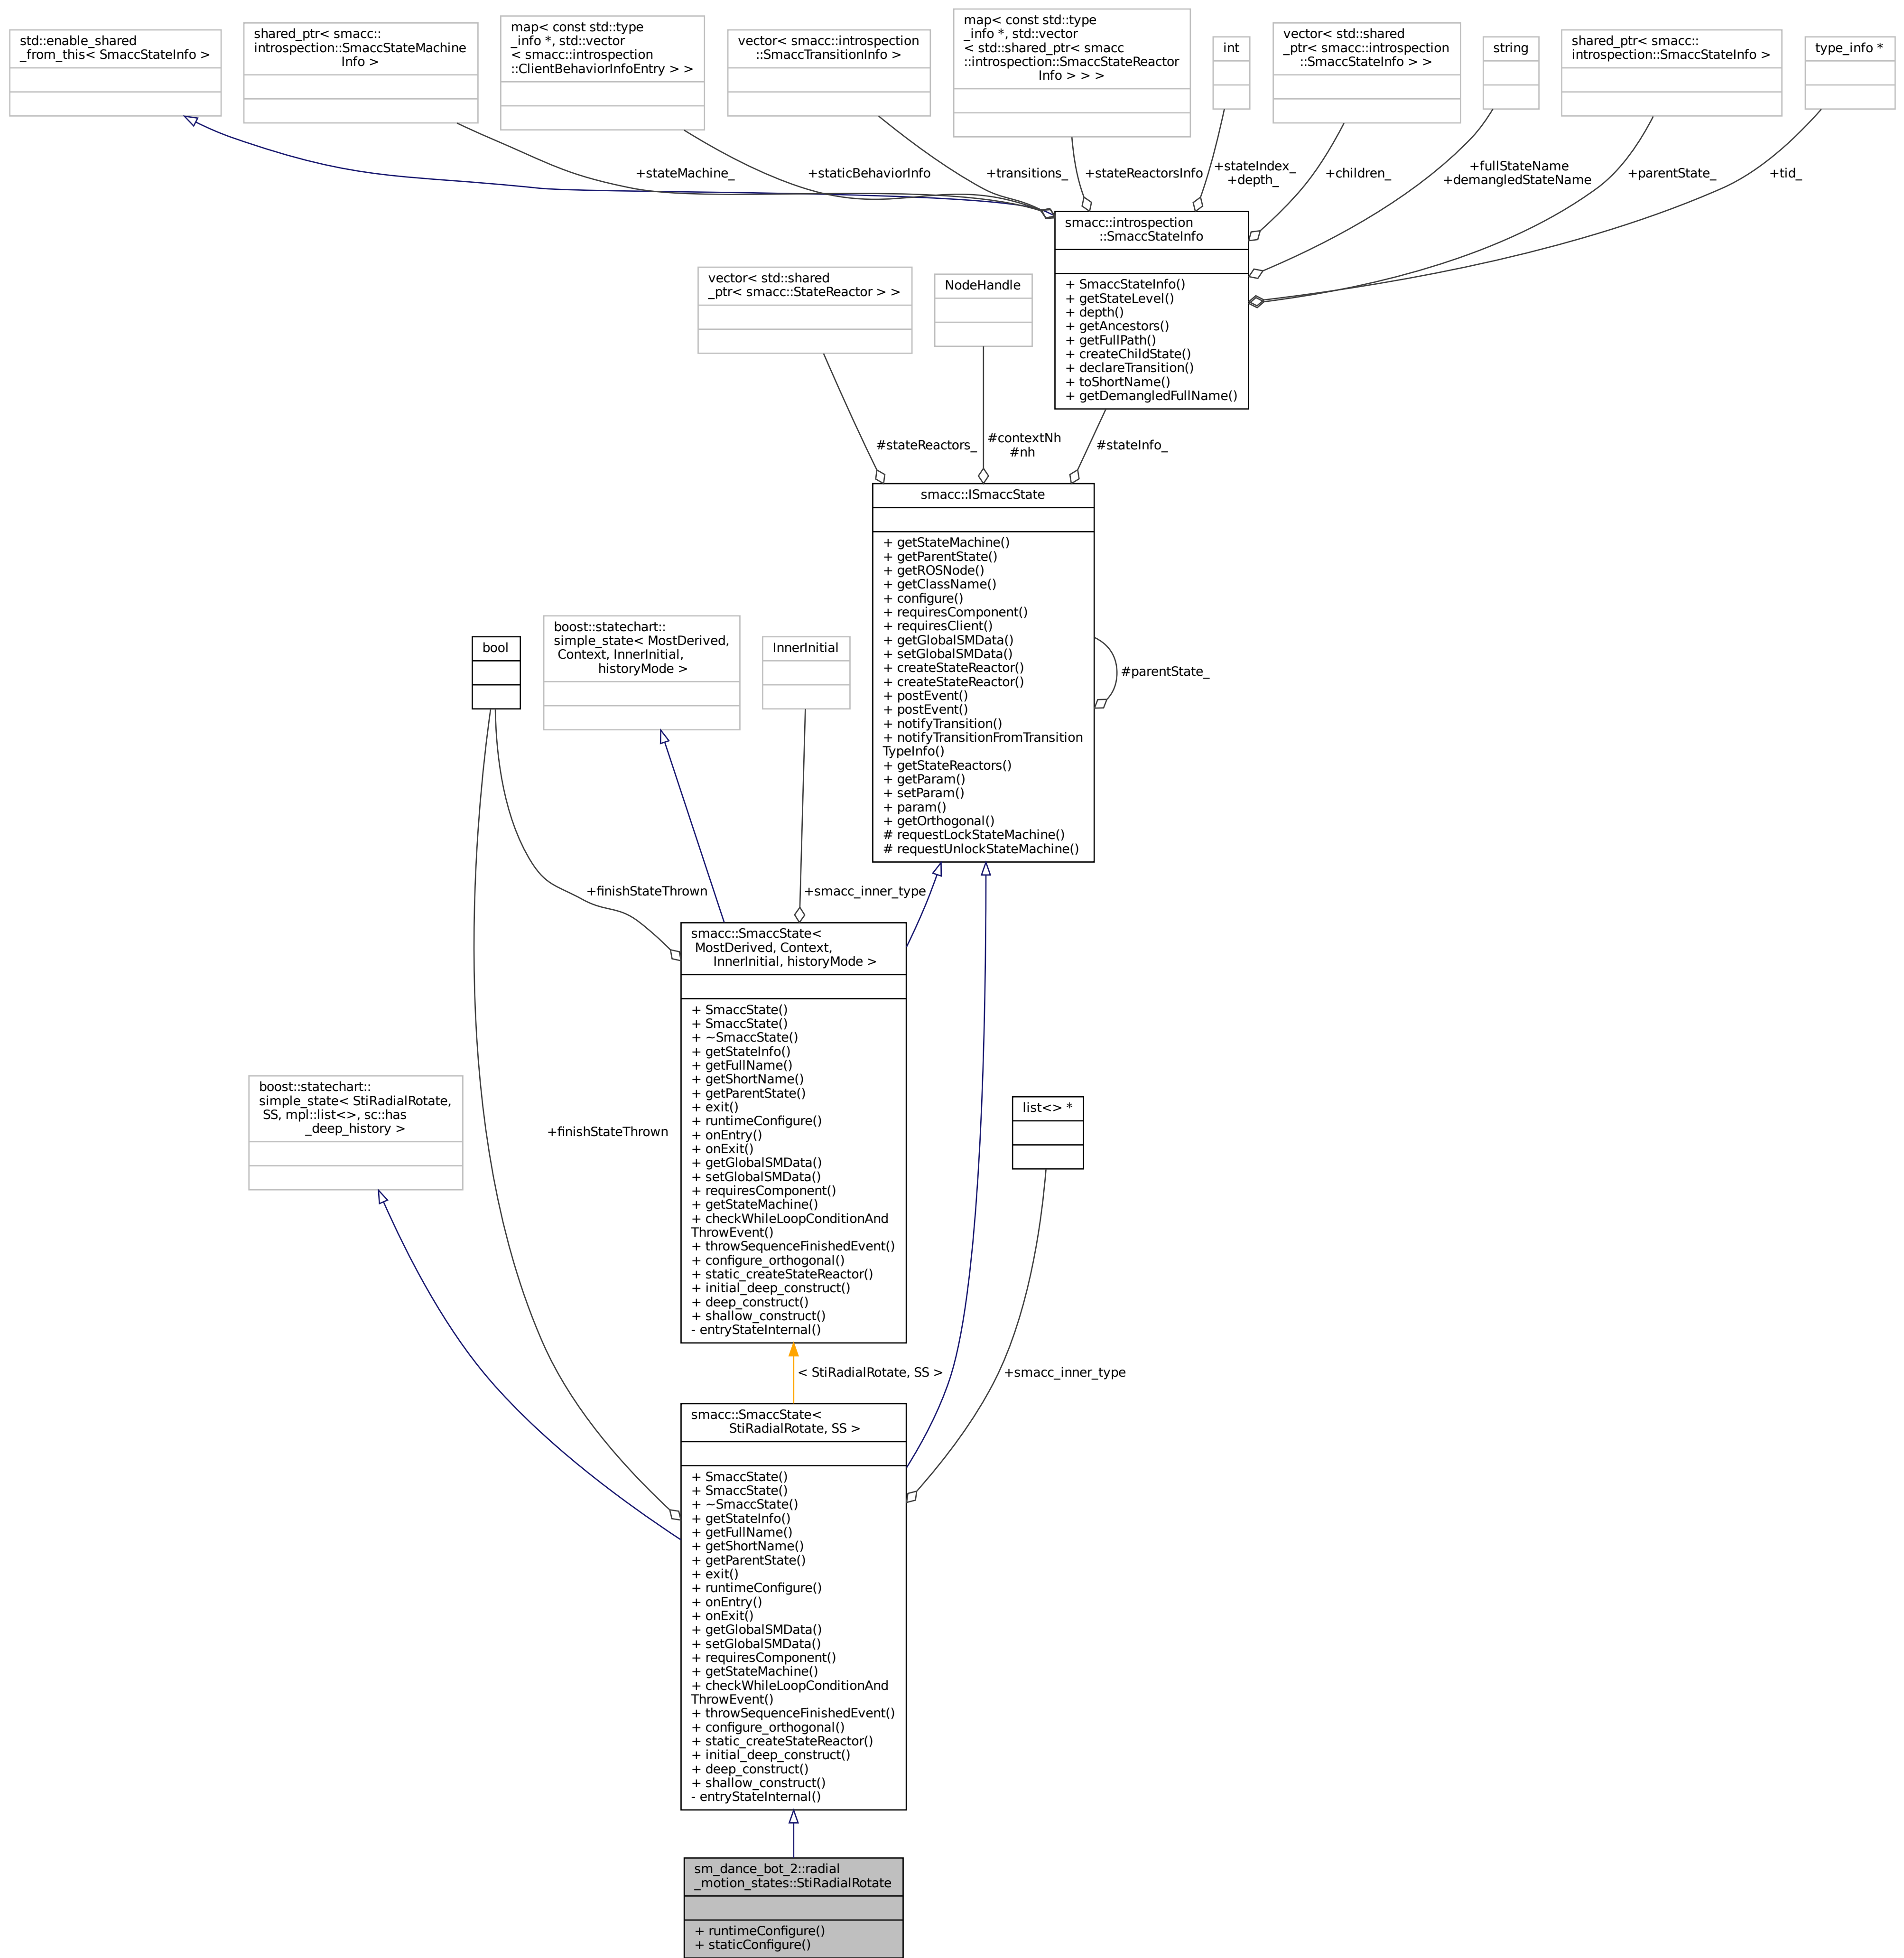 std::enable_shared
_from_this< SmaccStateInfo >
shared_ptr< smacc::
introspection::SmaccStateMachine
Info >
map< const std::type
_info *, std::vector
< smacc::introspection
::ClientBehaviorInfoEntry > >
vector< smacc::introspection
::SmaccTransitionInfo >
map< const std::type
_info *, std::vector
< std::shared_ptr< smacc
::introspection::SmaccStateReactor
Info > > >
int
vector< std::shared
_ptr< smacc::introspection
::SmaccStateInfo > >
string
shared_ptr< smacc::
introspection::SmaccStateInfo >
type_info *
+stateMachine_
+staticBehaviorInfo
+transitions_
+stateReactorsInfo
+stateIndex_
+depth_
+children_
+fullStateName
+demangledStateName
+parentState_
+tid_
smacc::introspection
::SmaccStateInfo
+ SmaccStateInfo()
+ getStateLevel()
+ depth()
+ getAncestors()
+ getFullPath()
+ createChildState()
+ declareTransition()
+ toShortName()
+ getDemangledFullName()
vector< std::shared
_ptr< smacc::StateReactor > >
NodeHandle
#stateReactors_
#contextNh
#nh
#stateInfo_
smacc::ISmaccState
+ getStateMachine()
+ getParentState()
+ getROSNode()
+ getClassName()
+ configure()
+ requiresComponent()
+ requiresClient()
+ getGlobalSMData()
+ setGlobalSMData()
+ createStateReactor()
+ createStateReactor()
+ postEvent()
+ postEvent()
+ notifyTransition()
+ notifyTransitionFromTransition
TypeInfo()
+ getStateReactors()
+ getParam()
+ setParam()
+ param()
+ getOrthogonal()
# requestLockStateMachine()
# requestUnlockStateMachine()
#parentState_
bool
boost::statechart::
simple_state< MostDerived,
Context, InnerInitial,
historyMode >
InnerInitial
+finishStateThrown
+smacc_inner_type
smacc::SmaccState<
MostDerived, Context,
InnerInitial, historyMode >
+ SmaccState()
+ SmaccState()
+ ~SmaccState()
+ getStateInfo()
+ getFullName()
+ getShortName()
+ getParentState()
+ exit()
+ runtimeConfigure()
+ onEntry()
+ onExit()
+ getGlobalSMData()
+ setGlobalSMData()
+ requiresComponent()
+ getStateMachine()
+ checkWhileLoopConditionAnd
ThrowEvent()
+ throwSequenceFinishedEvent()
+ configure_orthogonal()
+ static_createStateReactor()
+ initial_deep_construct()
+ deep_construct()
+ shallow_construct()
- entryStateInternal()
boost::statechart::
simple_state< StiRadialRotate,
SS, mpl::list<>, sc::has
_deep_history >
+finishStateThrown
list<> *
< StiRadialRotate, SS >
+smacc_inner_type
smacc::SmaccState<
StiRadialRotate, SS >
+ SmaccState()
+ SmaccState()
+ ~SmaccState()
+ getStateInfo()
+ getFullName()
+ getShortName()
+ getParentState()
+ exit()
+ runtimeConfigure()
+ onEntry()
+ onExit()
+ getGlobalSMData()
+ setGlobalSMData()
+ requiresComponent()
+ getStateMachine()
+ checkWhileLoopConditionAnd
ThrowEvent()
+ throwSequenceFinishedEvent()
+ configure_orthogonal()
+ static_createStateReactor()
+ initial_deep_construct()
+ deep_construct()
+ shallow_construct()
- entryStateInternal()
sm_dance_bot_2::radial
_motion_states::StiRadialRotate
+ runtimeConfigure()
+ staticConfigure()